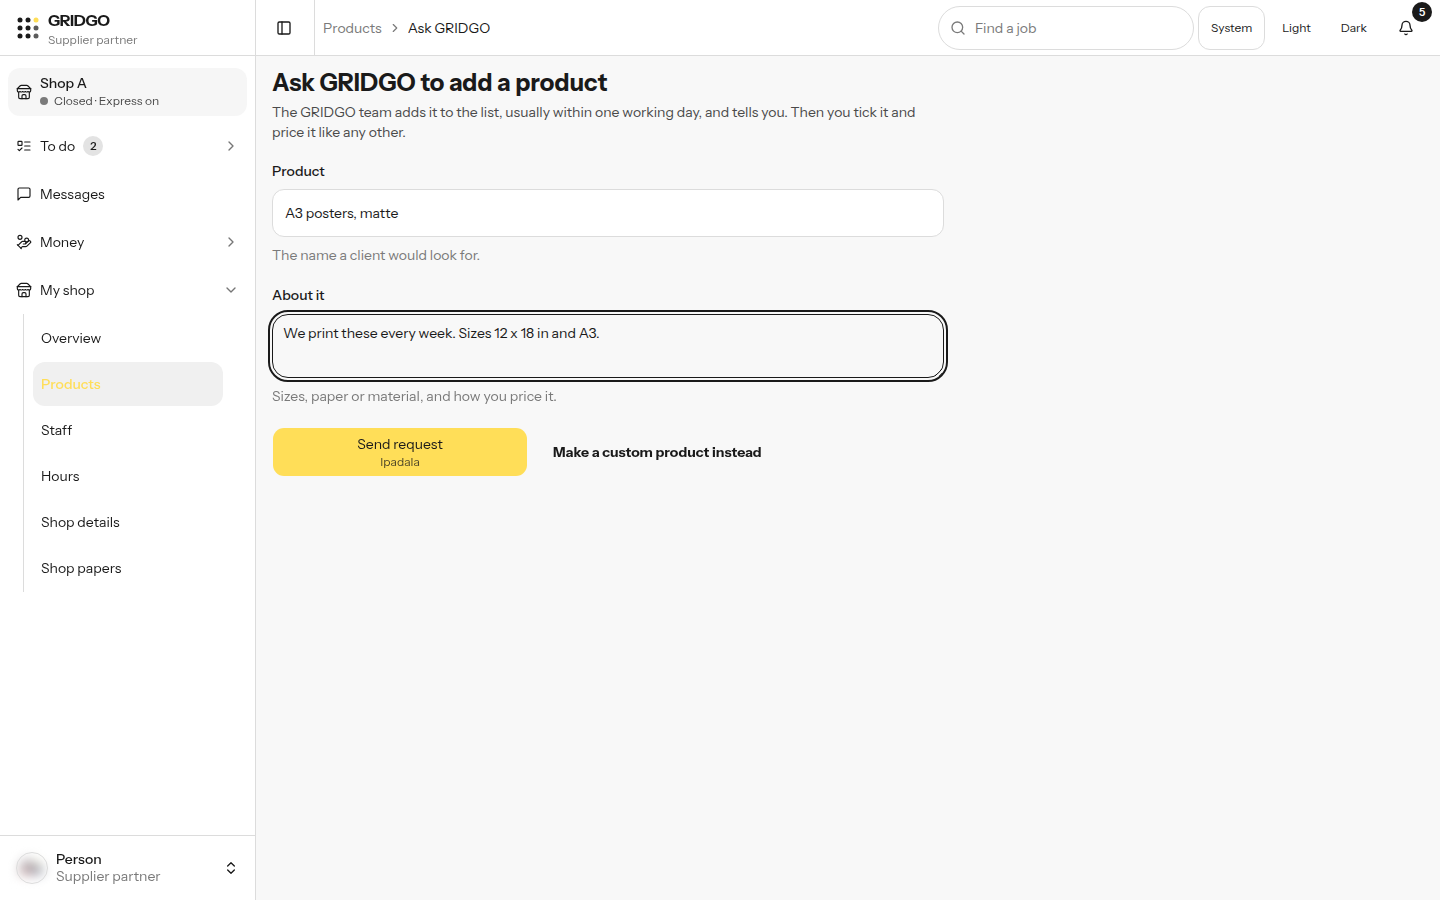 GRIDGO
Supplier partner
Products
Ask GRIDGO
Find a job
System
Light
Dark
5
Shop A
Closed · Express on
To do
2
Messages
Money
My shop
Overview
Products
Staff
Hours
Shop details
Shop papers
Person
Supplier partner
Ask GRIDGO to add a product
The GRIDGO team adds it to the list, usually within one working day, and tells you. Then you tick it and
price it like any other.
Product
A3 posters, matte
The name a client would look for.
About it
We print these every week. Sizes 12 x 18 in and A3.
Sizes, paper or material, and how you price it.
Send request
Ipadala
Make a custom product instead